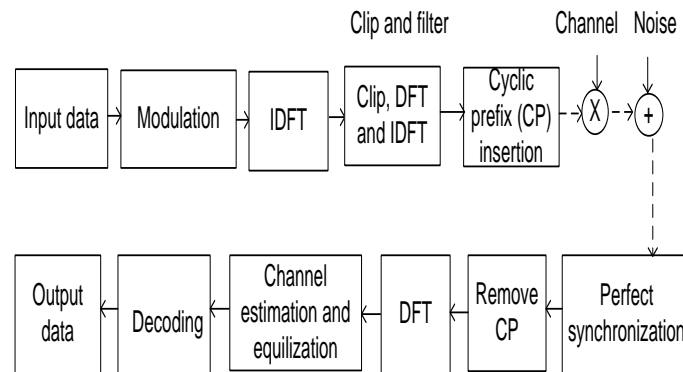 Clip and filter
Channel
Noise
Input data
Modulation
IDFT
Clip, DFT
and IDFT
Cyclic
prefix (CP)
insertion
X
+
Output
data
Decoding
Channel
estimation and
equilization
DFT
Remove
CP
Perfect
synchronization